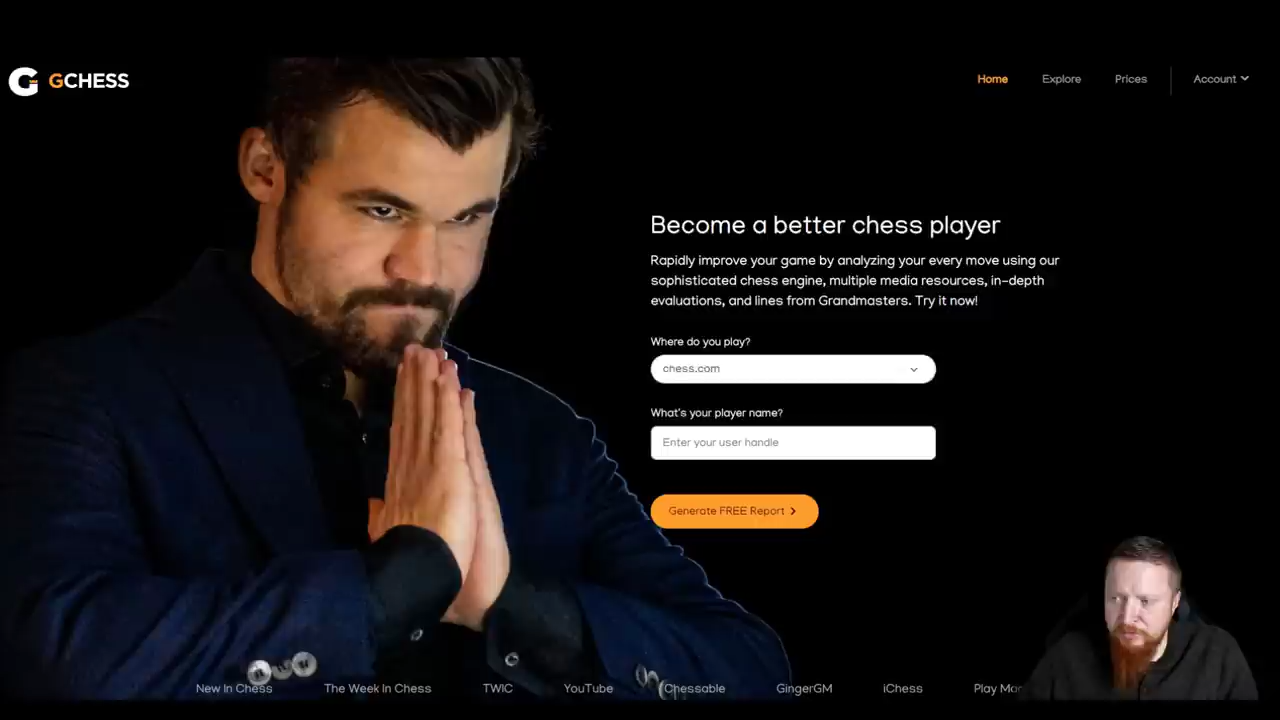 GCHESS
Home Explore Prices Account
Become a better chess player
Rapidly improve your game by analyzing your every move using our
sophisticated chess engine, multiple media resources, in-depth
evaluations, and lines from Grandmasters. Try it now!
Where do you play?
chess.com
What's your player name?
Enter your user handle
Generate FREE Report
New In Chess The Week In Chess TWIC YouTube Chessable GingerGM iChess Play